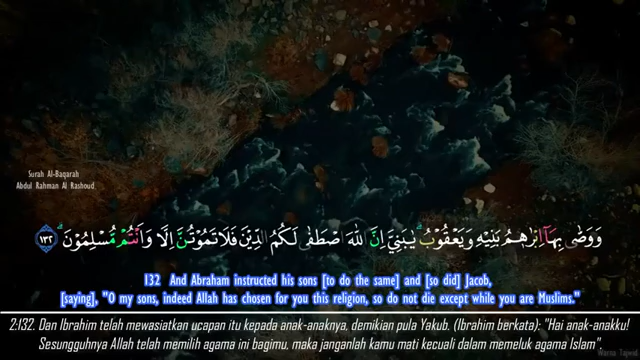 Surah Al-Baqarah
Abdul Rahman Al Rashoud
وَوَصَّىٰ بِهَآ إِبْرَٰهِـۧمُ بَنِيهِ وَيَعْقُوبُ يَـٰبَنِىَّ إِنَّ ٱللَّهَ ٱصْطَفَىٰ لَكُمُ ٱلدِّينَ فَلَا تَمُوتُنَّ إِلَّا وَأَنتُم مُّسْلِمُونَ ١٣٢
132 And Abraham instructed his sons [to do the same] and [so did] Jacob,
[saying], "O my sons, indeed Allah has chosen for you this religion, so do not die except while you are Muslims."
2:132. Dan Ibrahim telah mewasiatkan ucapan itu kepada anak-anaknya, demikian pula Yakub. (Ibrahim berkata): "Hai anak-anakku!
Sesungguhnya Allah telah memilih agama ini bagimu, maka janganlah kamu mati kecuali dalam memeluk agama Islam".
Warna Tajwid